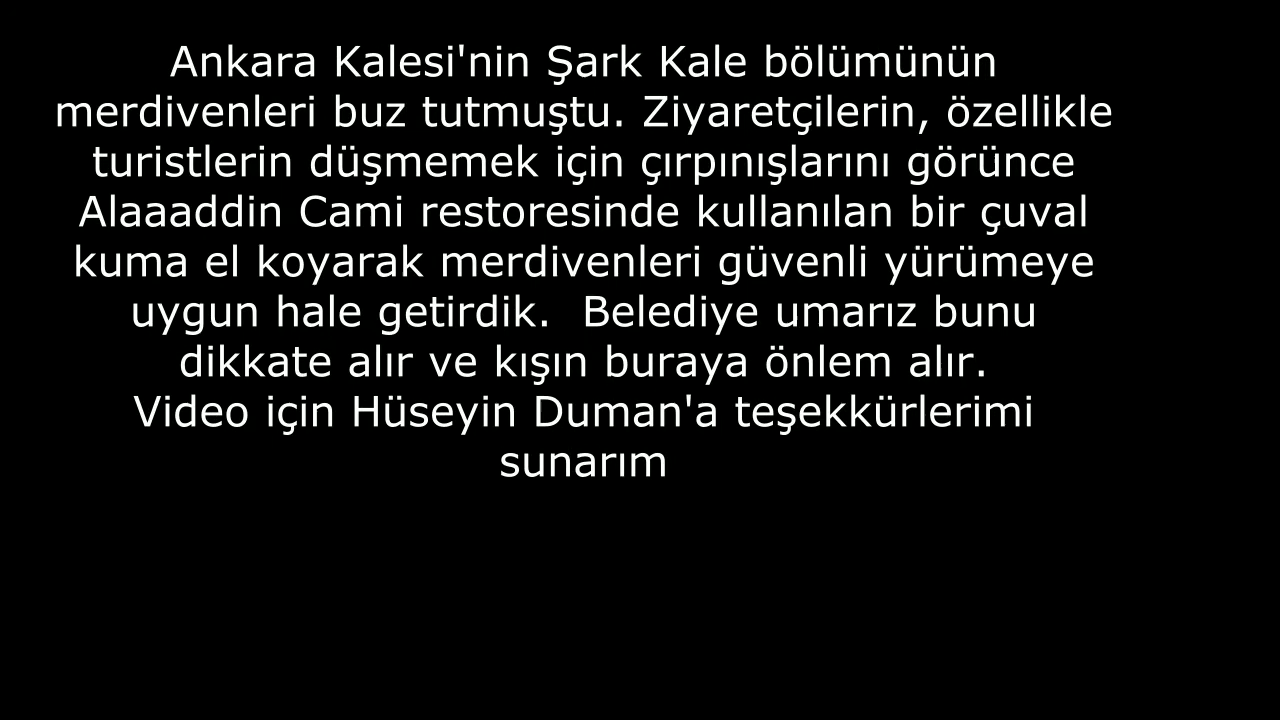 Ankara Kalesi'nin Şark Kale bölümünün
merdivenleri buz tutmuştu. Ziyaretçilerin, özellikle
turistlerin düşmemek için çırpınışlarını görünce
Alaaaddin Cami restoresinde kullanılan bir çuval
kuma el koyarak merdivenleri güvenli yürümeye
uygun hale getirdik.  Belediye umarız bunu
dikkate alır ve kışın buraya önlem alır.
Video için Hüseyin Duman'a teşekkürlerimi
sunarım